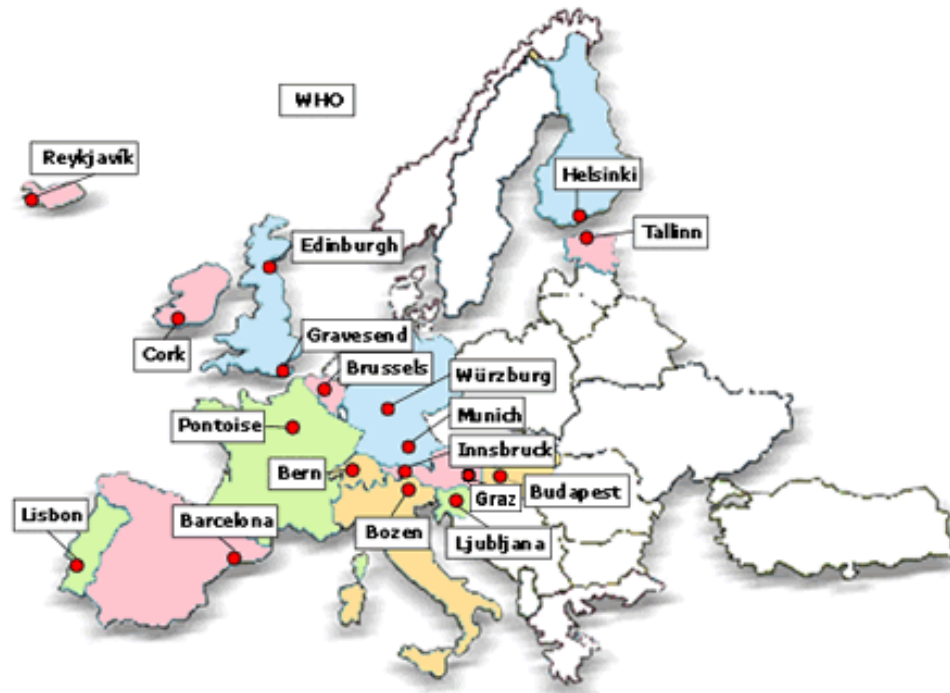 WHO
Reykjavík
Helsinki
Tallinn
Edinburgh
Gravesend
Cork
Brussels
Würzburg
Munich
Pontoise
Innsbruck
Bern
Graz
Budapest
Lisbon
Barcelona
Bozen
Ljubljana